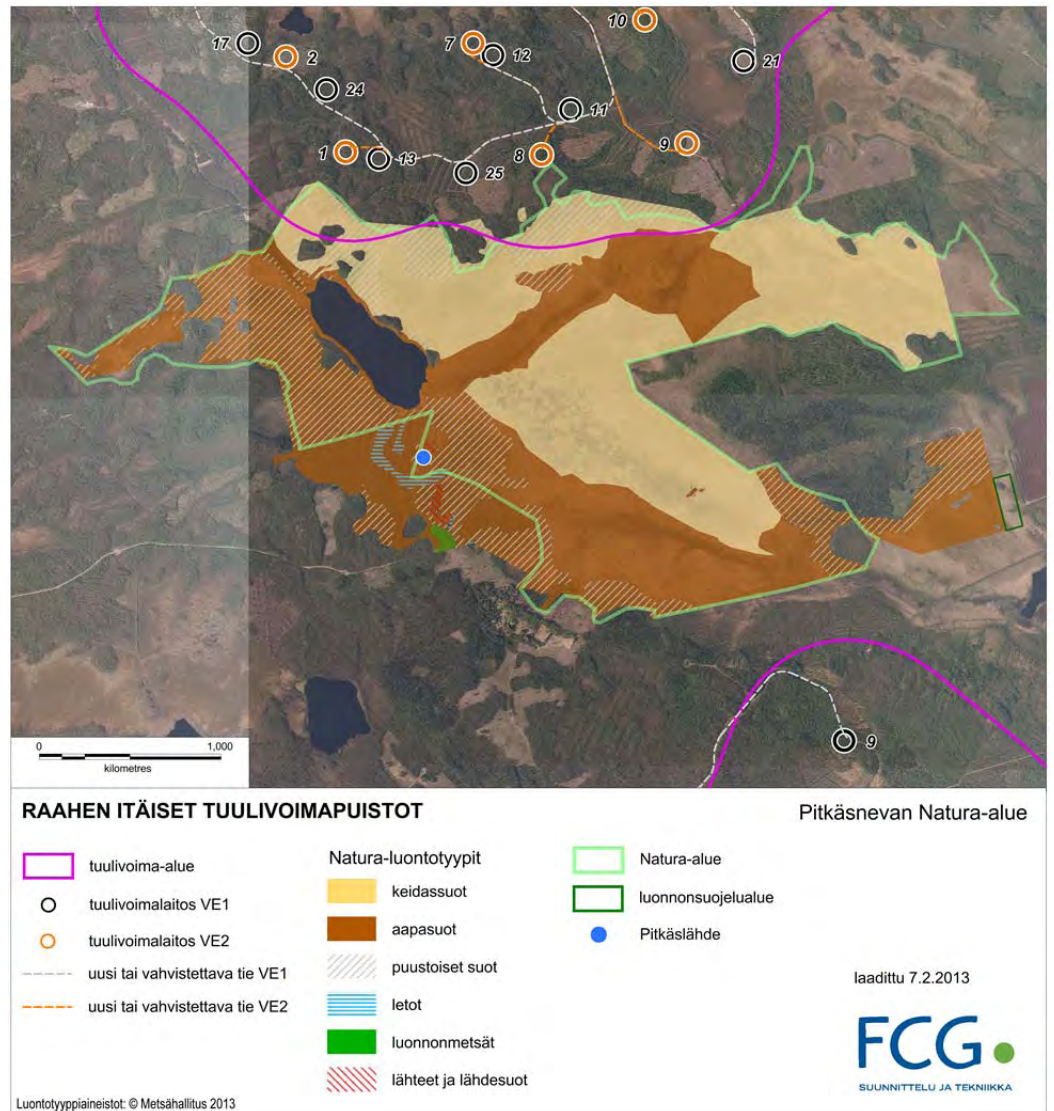 10
17
2
7
12
21
24
11
1
13
8
9
25
9
0 1,000
kilometres
RAAHEN ITÄISET TUULIVOIMAPUISTOT
Pitkäsnevan Natura-alue
tuulivoima-alue
tuulivoimalaitos VE1
tuulivoimalaitos VE2
uusi tai vahvistettava tie VE1
uusi tai vahvistettava tie VE2
Natura-luontotyypit
keidassuot
aapasuot
puustoiset suot
letot
luonnonmetsät
lähteet ja lähdesuot
Natura-alue
luonnonsuojelualue
Pitkäslähde
laadittu 7.2.2013
FCG
SUUNNITTELU JA TEKNIIKKA
Luontotyyppiaineistot: © Metsähallitus 2013